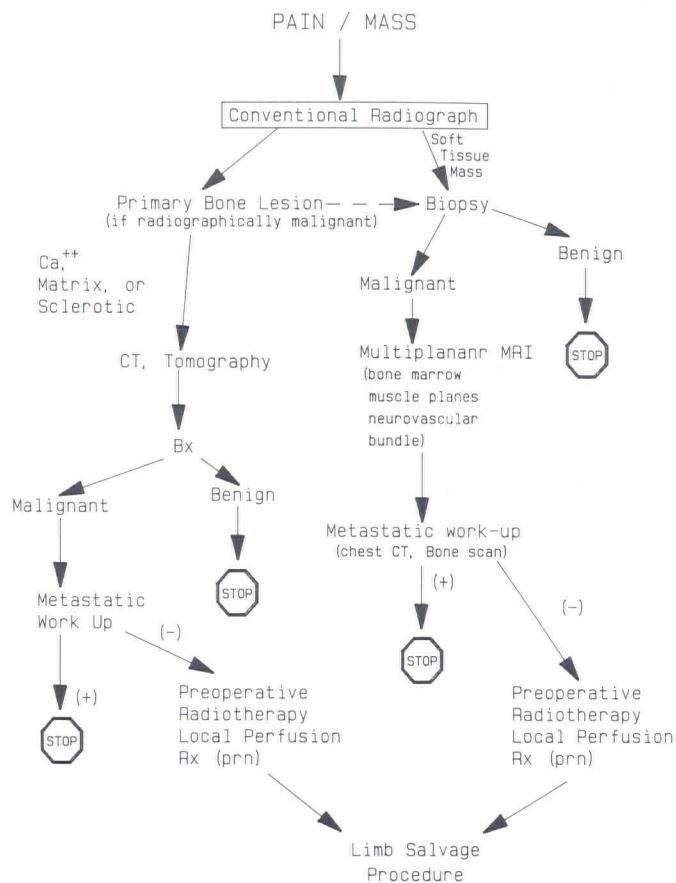 PAIN / MASS
Conventional Radiograph
Soft
Tissue
Mass
Primary Bone Lesion
(if radiographically malignant)
Biopsy
Benign
STOP
Ca,++
Matrix, or
Sclerotic
Malignant
CT, Tomography
Multiplananr MRI
(bone marrow
muscle planes
neurovascular
bundle)
Bx
Malignant
Benign
STOP
Metastatic work-up
(chest CT, Bone scan)
(+)
(-)
STOP
Metastatic
Work Up
(-)
(+)
STOP
Preoperative
Radiotherapy
Local Perfusion
Rx (prn)
Preoperative
Radiotherapy
Local Perfusion
Rx (prn)
Limb Salvage
Procedure